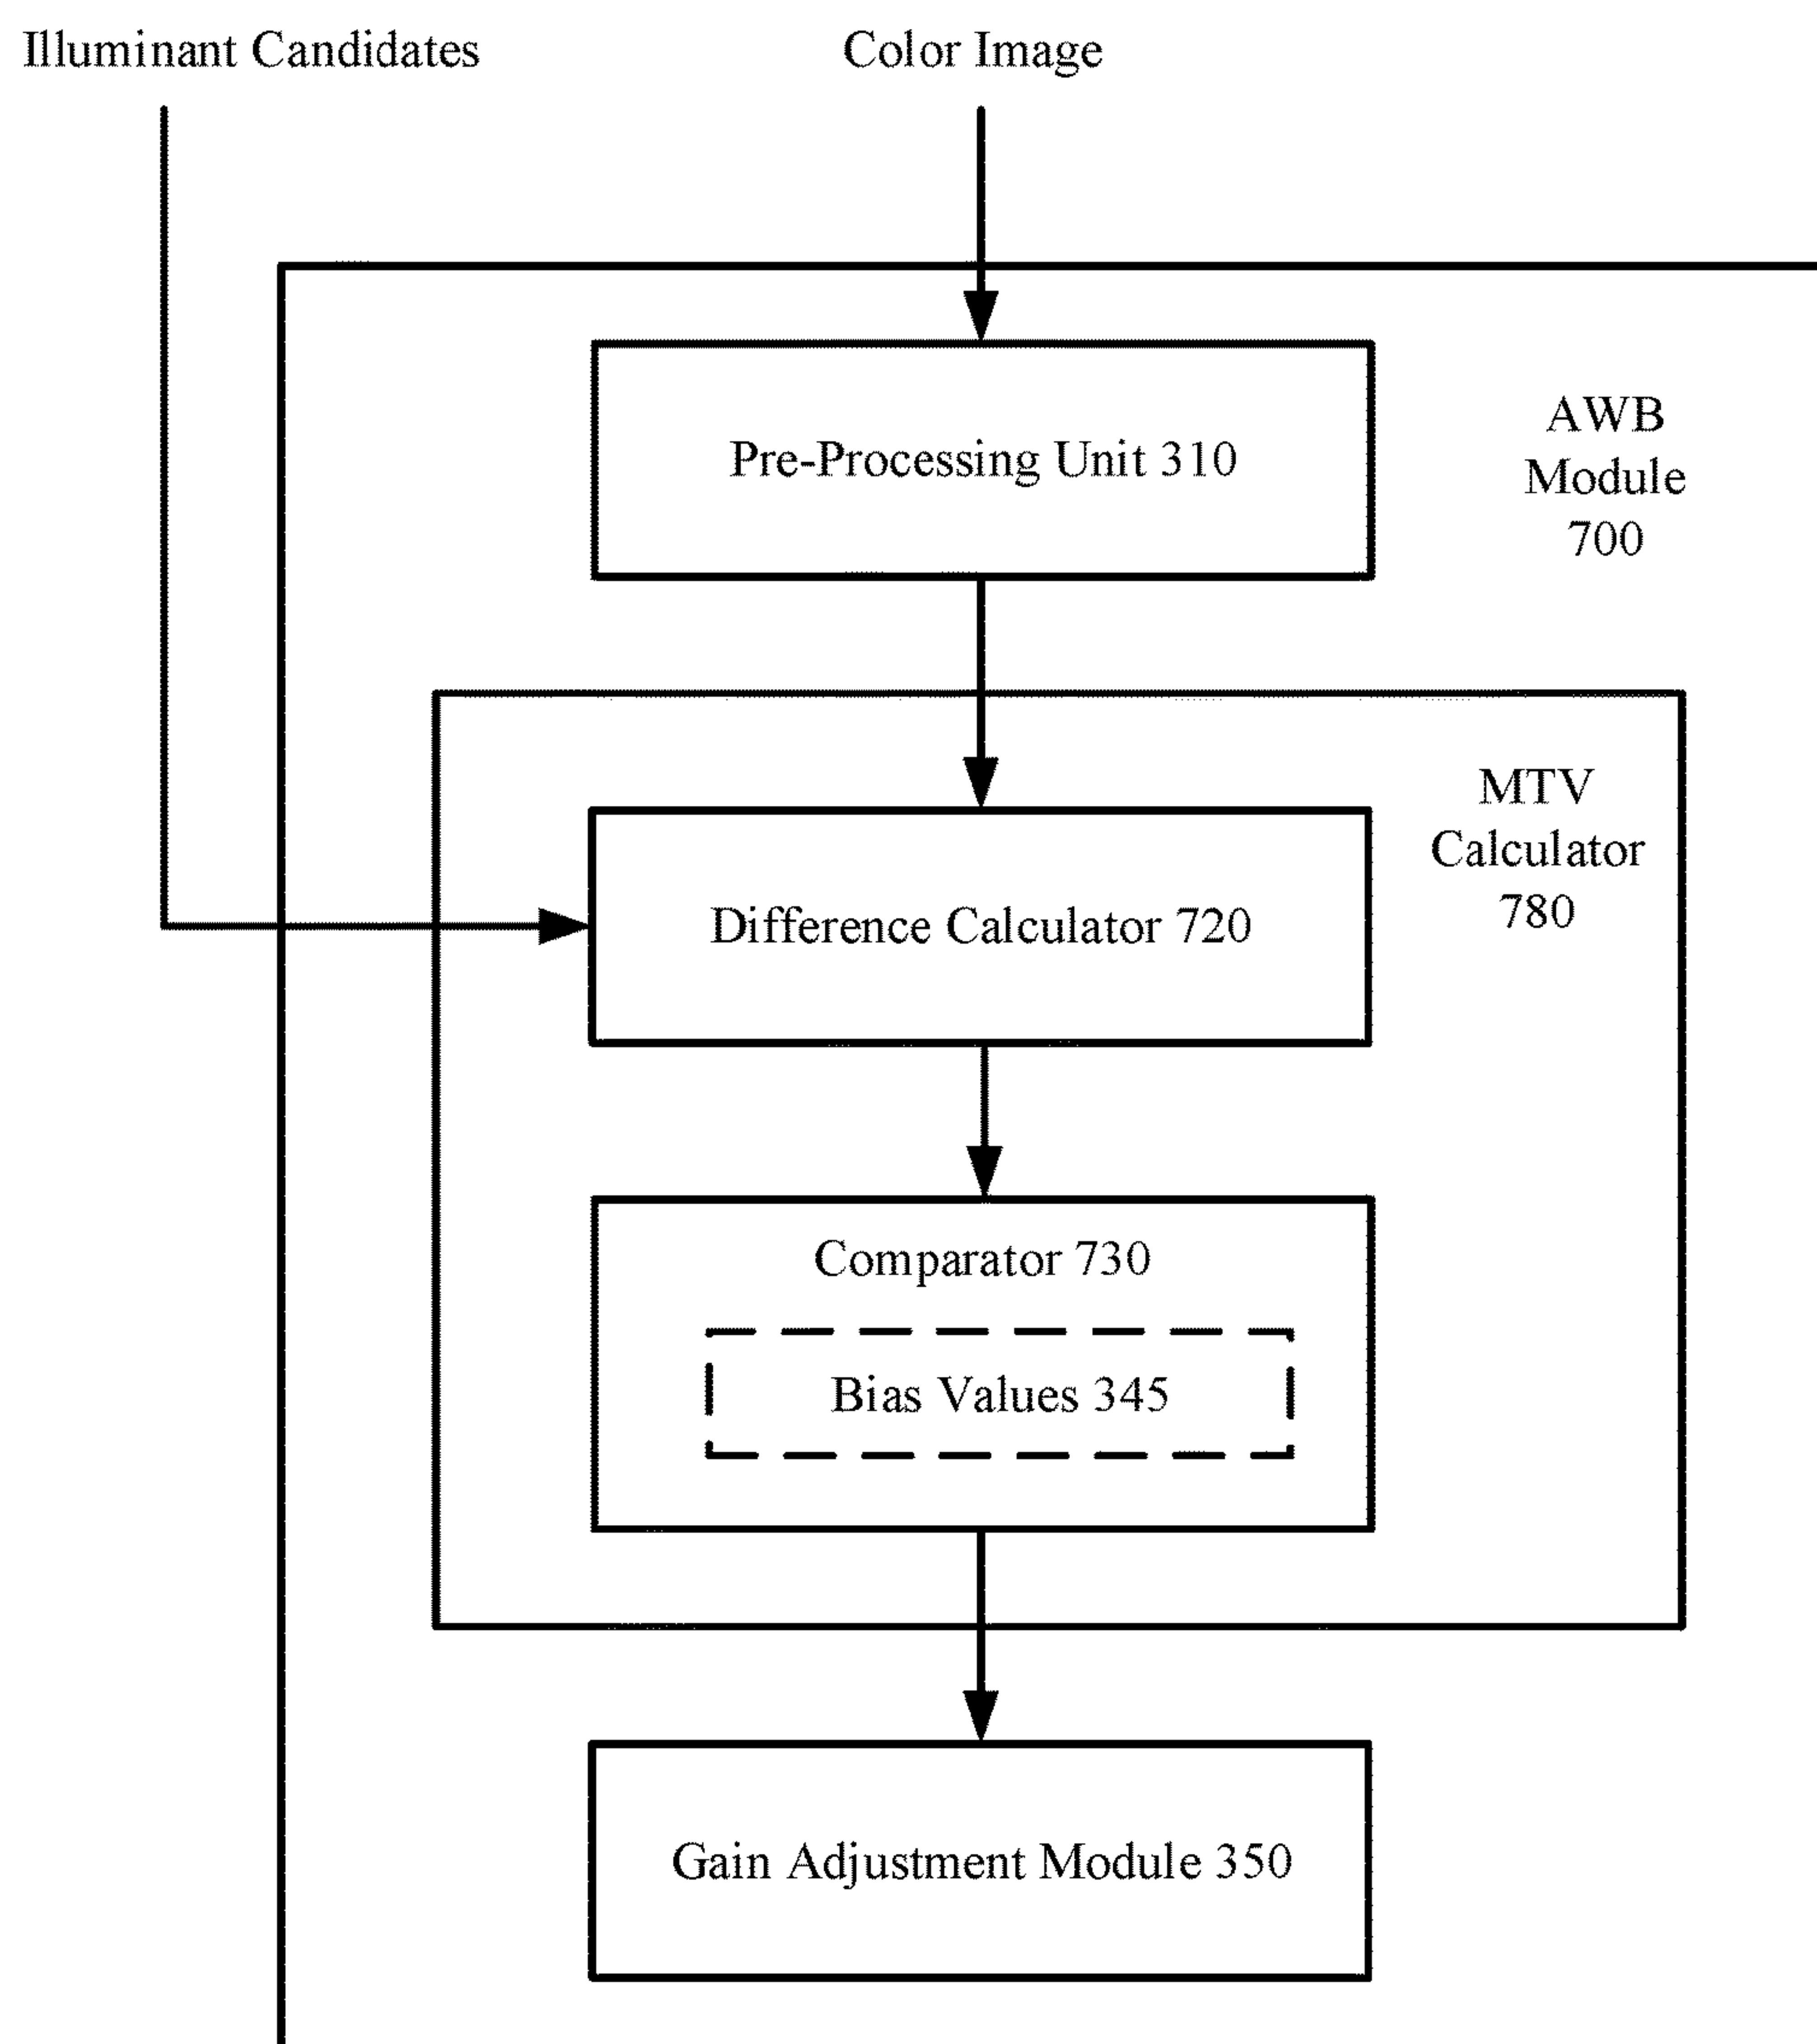 Illuminant Candidates
Color Image
Pre-Processing Unit 310
AWB
Module
700
MTV
Calculator
780
Difference Calculator 720
Comparator 730
Bias Values 345
Gain Adjustment Module 350